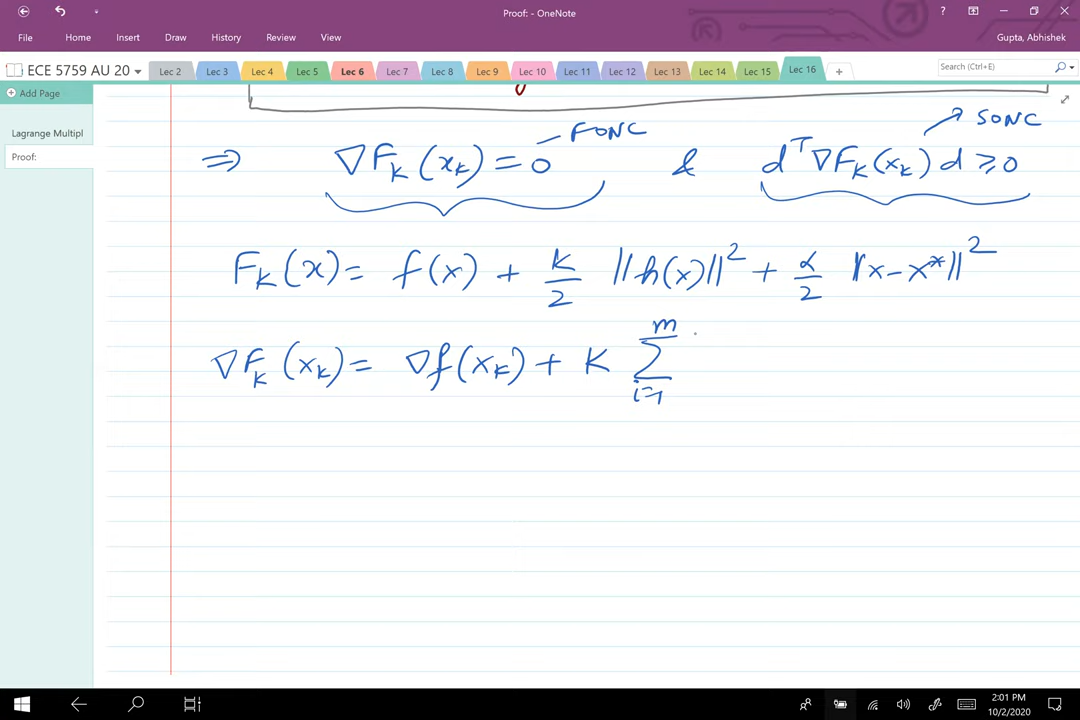 Proof: - OneNote
?
File Home Insert Draw History Review View
Gupta, Abhishek
ECE 5759 AU 20
Lec 2 Lec 3 Lec 4 Lec 5 Lec 6 Lec 7 Lec 8 Lec 9 Lec 10 Lec 11 Lec 12 Lec 13 Lec 14 Lec 15 Lec 16 +
Search (Ctrl+E)
Add Page
Lagrange Multipl
Proof:
⇒ ∇F_k(x_k) = 0 – FONC & d^T ∇F_k(x_k) d ≥ 0 → SONC
F_k(x) = f(x) + k/2 ||h(x)||^2 + α/2 ||x - x*||^2
∇F_k(x_k) = ∇f(x_k) + k Σ_{i=1}^m
2:01 PM
10/2/2020